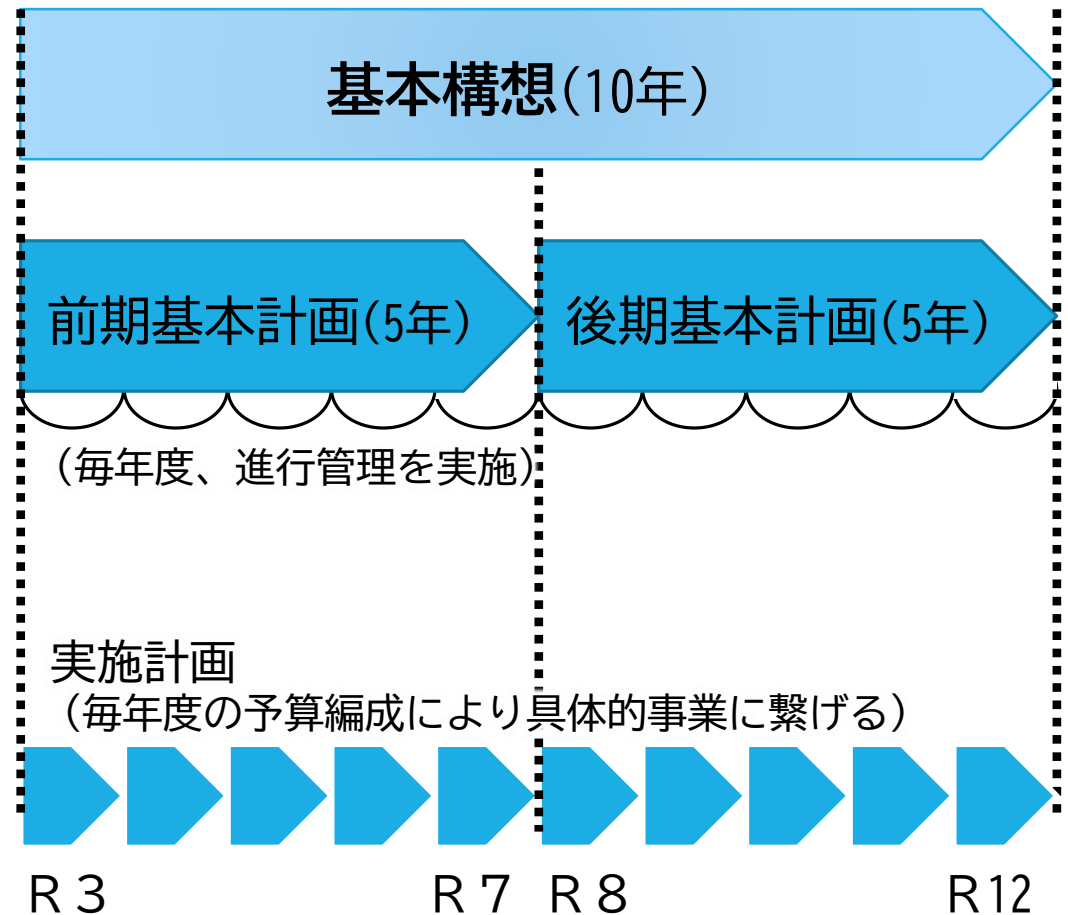 基本構想(10年)
前期基本計画(5年)
後期基本計画(5年)
（毎年度、進行管理を実施）
実施計画
（毎年度の予算編成により具体的事業に繋げる）
R３ R７ R８ R12